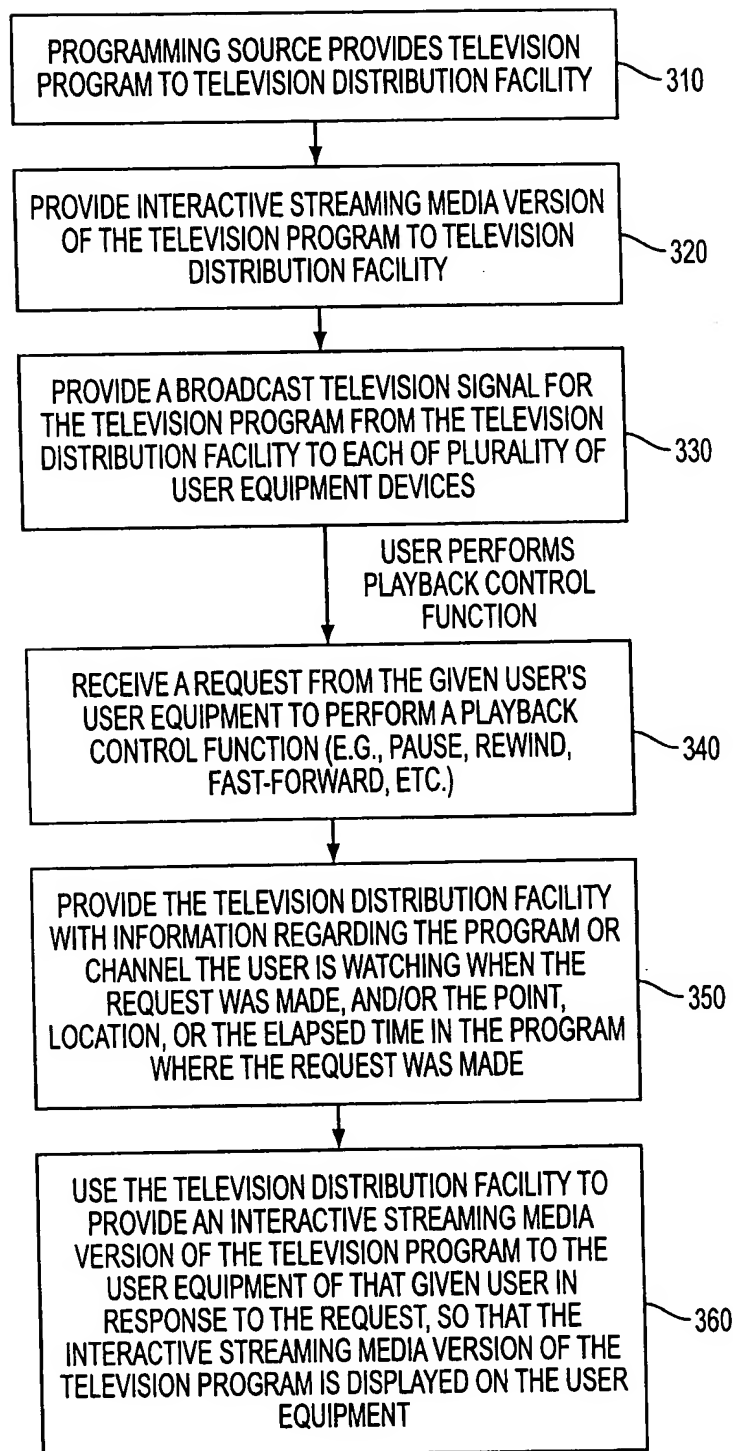 PROGRAMMING SOURCE PROVIDES TELEVISION
PROGRAM TO TELEVISION DISTRIBUTION FACILITY
310
PROVIDE INTERACTIVE STREAMING MEDIA VERSION
OF THE TELEVISION PROGRAM TO TELEVISION
DISTRIBUTION FACILITY
320
PROVIDE A BROADCAST TELEVISION SIGNAL FOR
THE TELEVISION PROGRAM FROM THE TELEVISION
DISTRIBUTION FACILITY TO EACH OF PLURALITY OF
USER EQUIPMENT DEVICES
330
USER PERFORMS
PLAYBACK CONTROL
FUNCTION
RECEIVE A REQUEST FROM THE GIVEN USER'S
USER EQUIPMENT TO PERFORM A PLAYBACK
CONTROL FUNCTION (E.G., PAUSE, REWIND,
FAST-FORWARD, ETC.)
340
PROVIDE THE TELEVISION DISTRIBUTION FACILITY
WITH INFORMATION REGARDING THE PROGRAM OR
CHANNEL THE USER IS WATCHING WHEN THE
REQUEST WAS MADE, AND/OR THE POINT,
LOCATION, OR THE ELAPSED TIME IN THE PROGRAM
WHERE THE REQUEST WAS MADE
350
USE THE TELEVISION DISTRIBUTION FACILITY TO
PROVIDE AN INTERACTIVE STREAMING MEDIA
VERSION OF THE TELEVISION PROGRAM TO THE
USER EQUIPMENT OF THAT GIVEN USER IN
RESPONSE TO THE REQUEST, SO THAT THE
INTERACTIVE STREAMING MEDIA VERSION OF THE
TELEVISION PROGRAM IS DISPLAYED ON THE USER
EQUIPMENT
360